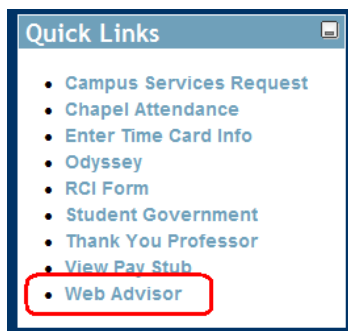 Quick Links
Campus Services Request
Chapel Attendance
Enter Time Card Info
Odyssey
RCI Form
Student Government
Thank You Professor
View Pay Stub
Web Advisor